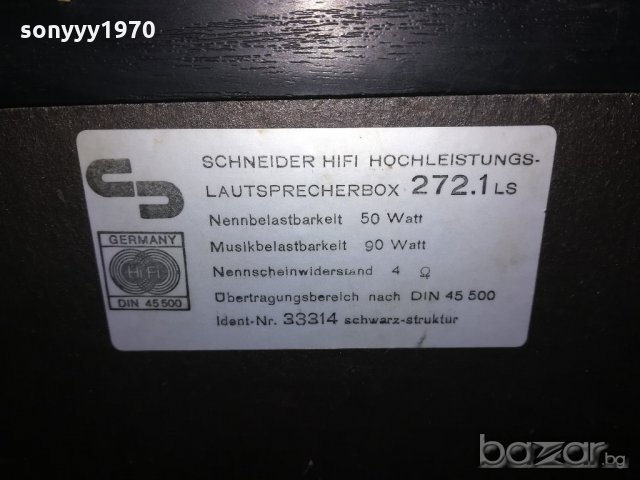 sonyyy1970
SCHNEIDER HIFI HOCHLEISTUNGS-
LAUTSPRECHERBOX 272.1 LS
Nennbelastbarkeit 50 Watt
Musikbelastbarkeit 90 Watt
Nennscheinwiderstand 4 Ω
Übertragungsbereich nach DIN 45 500
Ident-Nr. 33314 schwarz-struktur
GERMANY
HiFi
DIN 45 500
bazar.bg